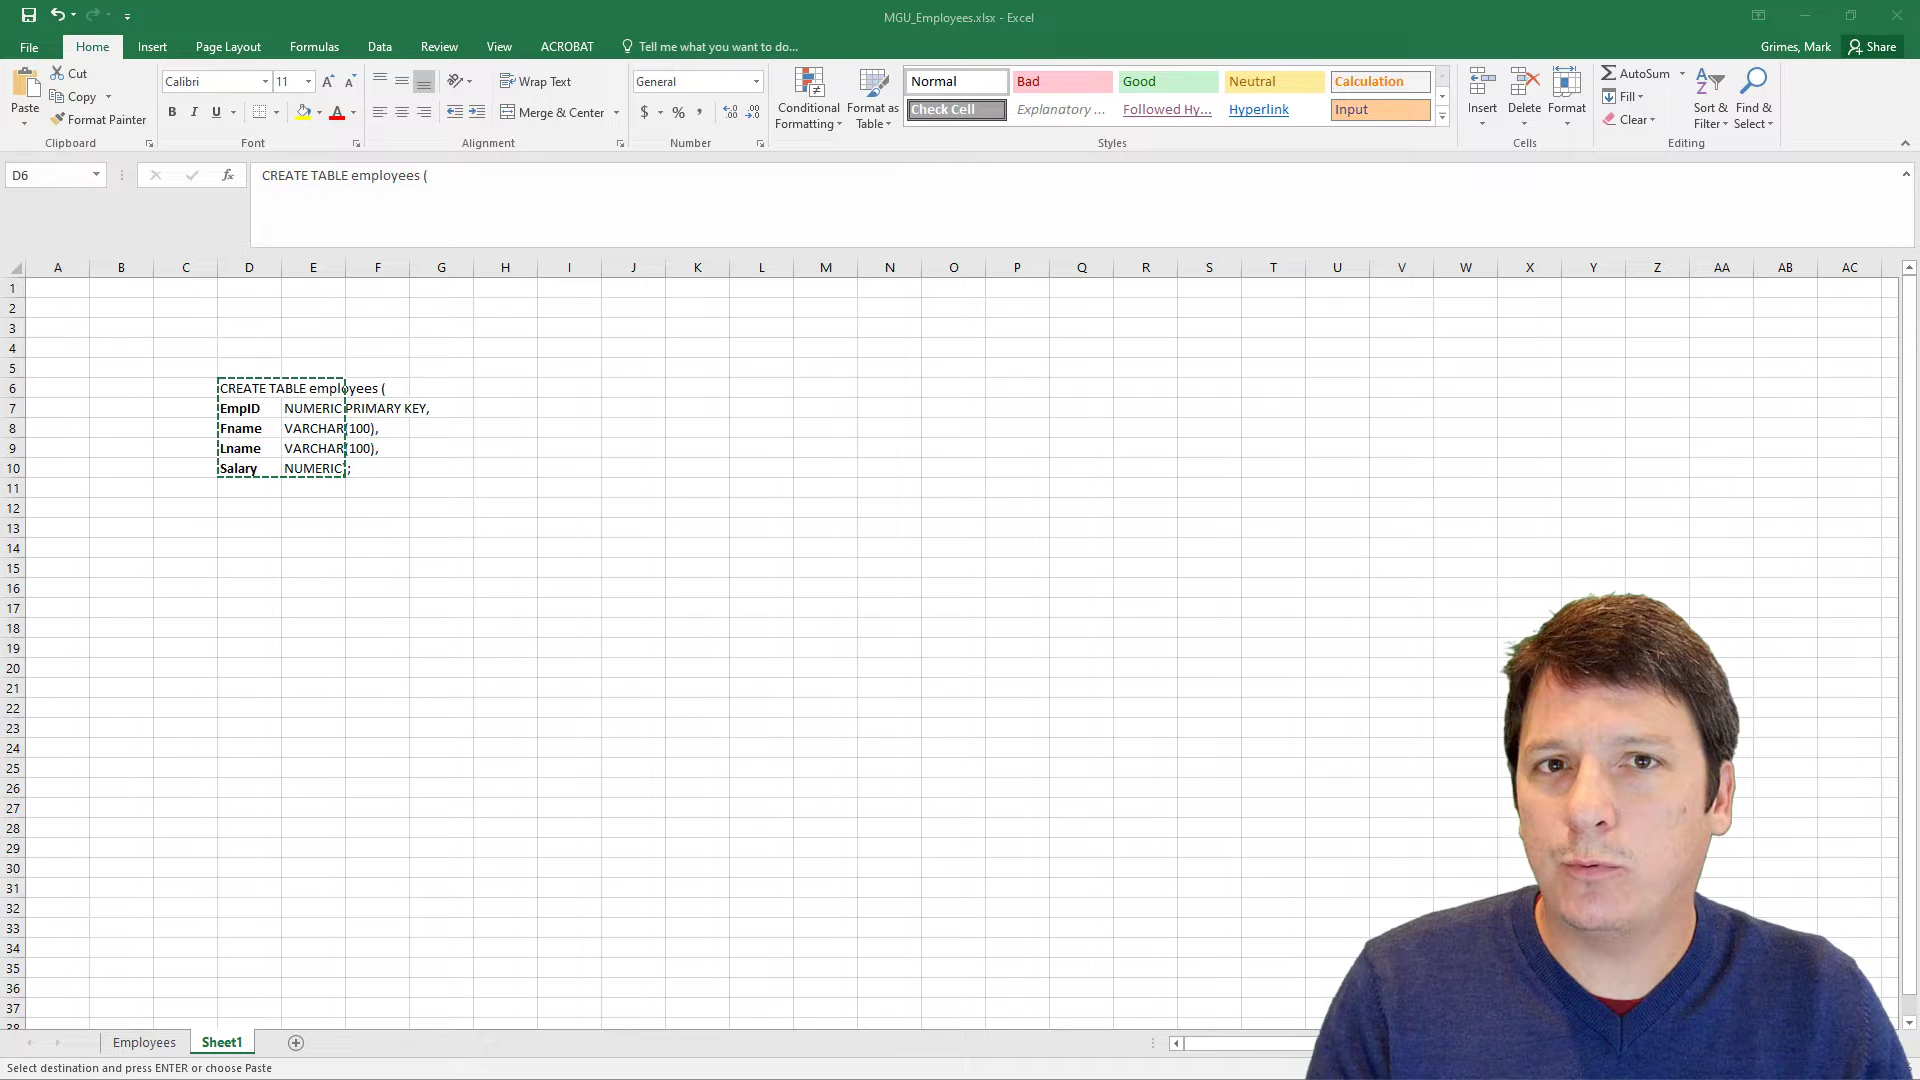 MGU_Employees.xlsx - Excel
File Home Insert Page Layout Formulas Data Review View ACROBAT Tell me what you want to do... Grimes, Mark Share
Paste
Cut
Copy
Format Painter
Clipboard
Calibri 11 A A
B I U A
Font
Wrap Text
Merge & Center
Alignment
General
$ % , .0 .00
Number
Conditional Formatting
Format as Table
Normal Bad Good Neutral Calculation
Check Cell Explanatory ... Followed Hy... Hyperlink Input
Styles
Insert Delete Format
Cells
AutoSum
Fill
Clear
Sort & Filter
Find & Select
Editing
D6 fx CREATE TABLE employees (
A B C D E F G H I J K L M N O P Q R S T U V W X Y Z AA AB AC
1
2
3
4
5
6 CREATE TABLE employees (
7 EmpID NUMERIC PRIMARY KEY,
8 Fname VARCHAR(100),
9 Lname VARCHAR(100),
10 Salary NUMERIC);
11
12
13
14
15
16
17
18
19
20
21
22
23
24
25
26
27
28
29
30
31
32
33
34
35
36
37
38
Employees Sheet1
Select destination and press ENTER or choose Paste